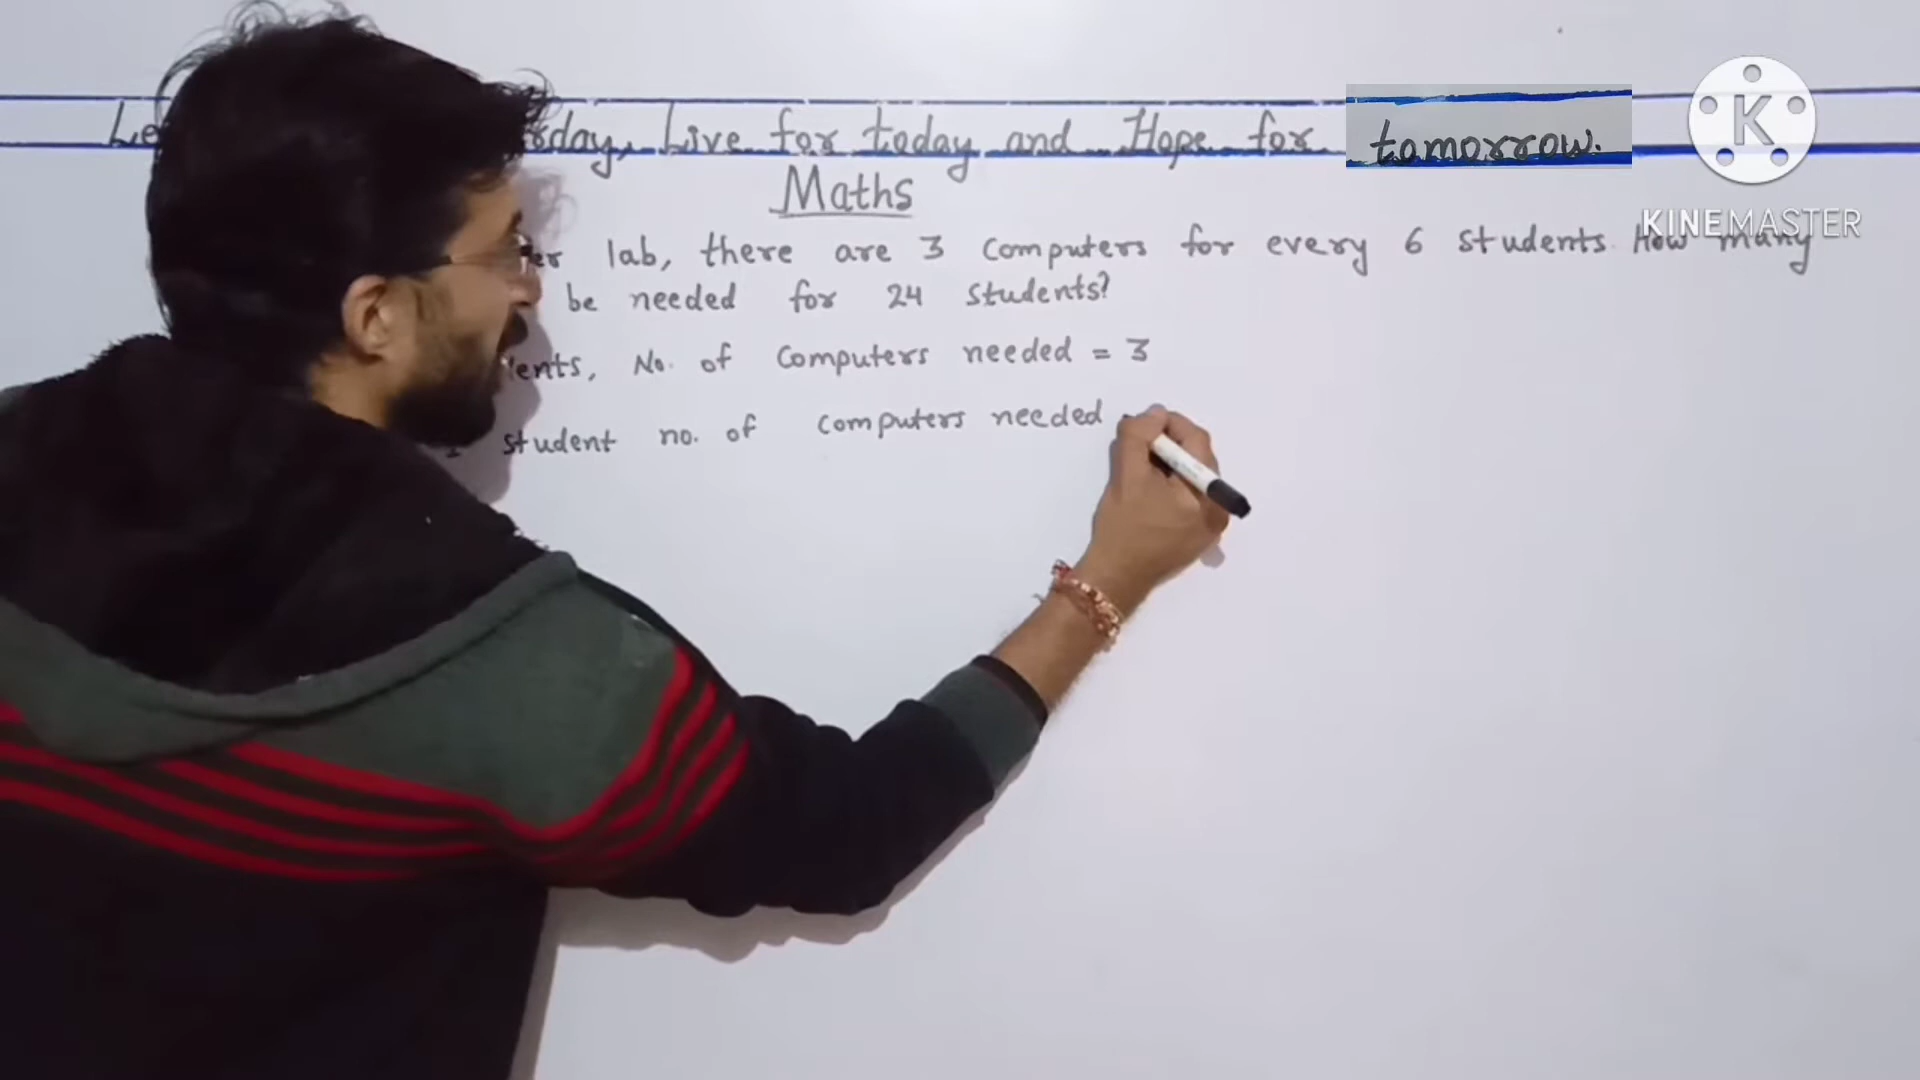 Live for today and Hope for tomorrow.
KINEMASTER
Maths
lab, there are 3 Computers for every 6 students. How many
be needed for 24 students?
No. of Computers needed = 3
student no. of computers needed